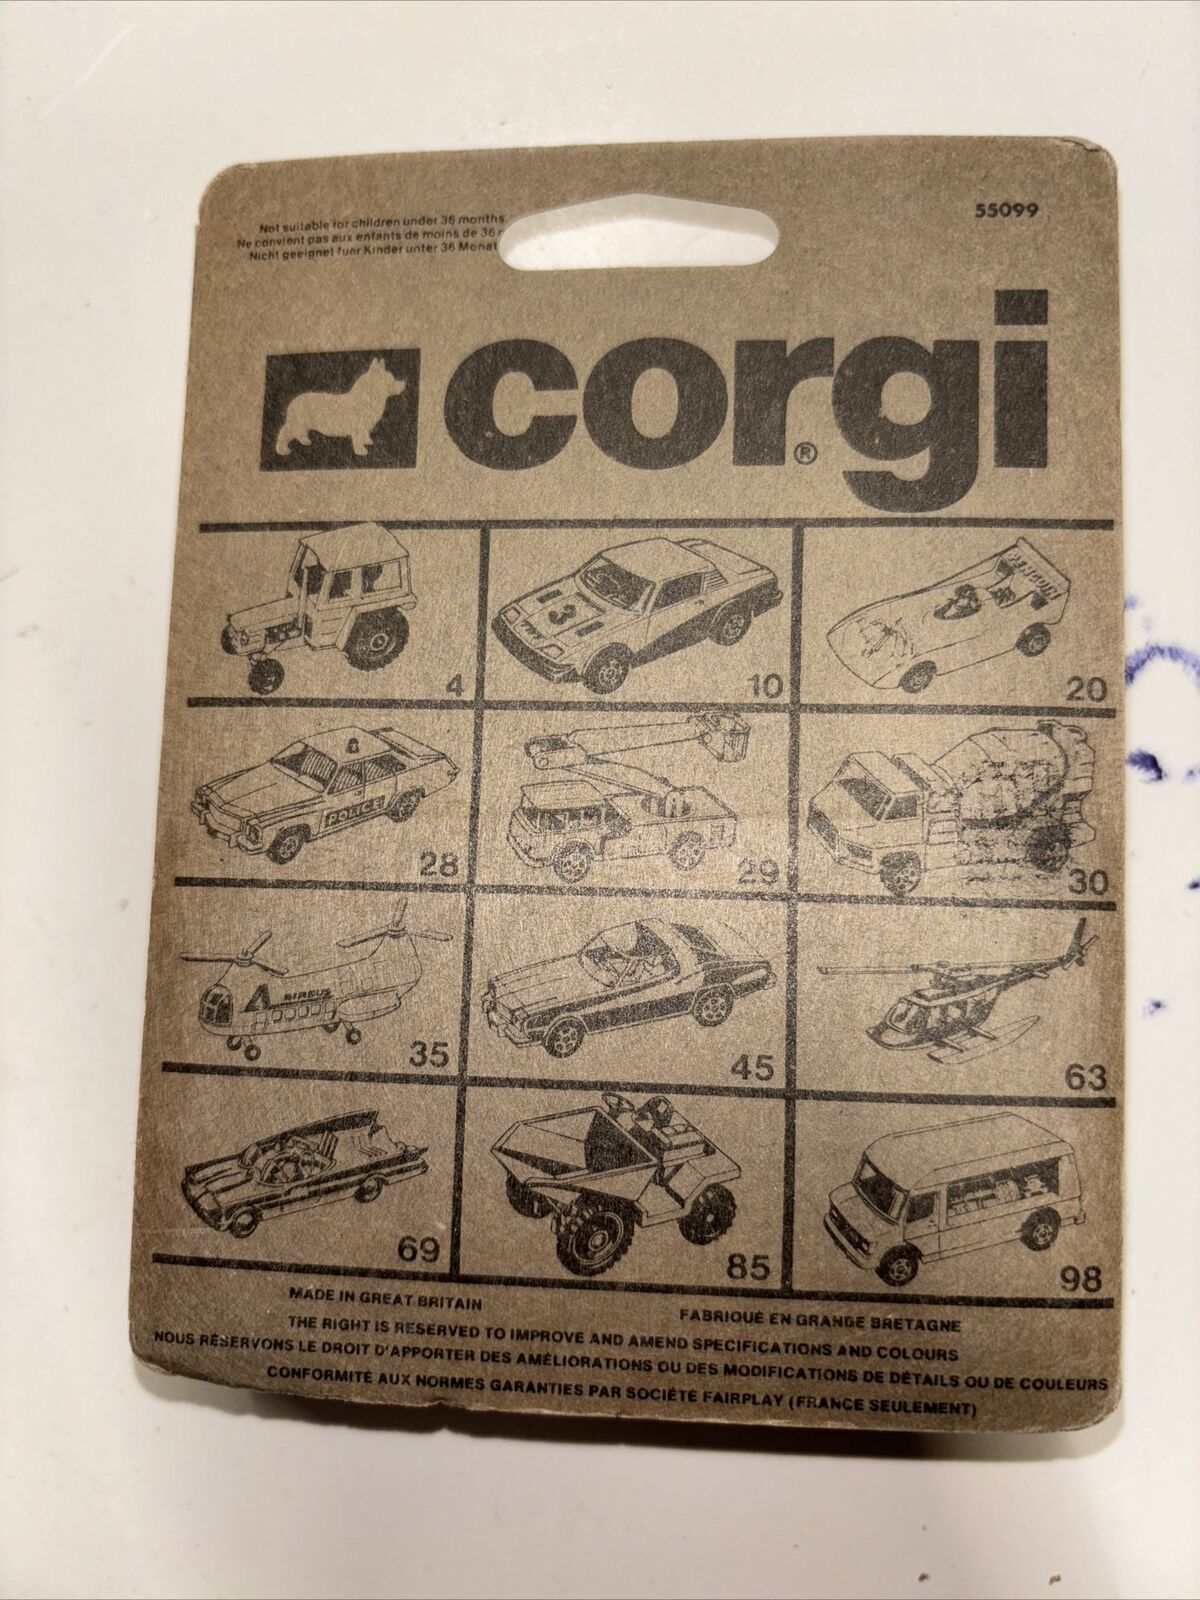 Not suitable for children under 36 months.
Ne convient pas aux enfants de moins de 36
Nicht geeignet fuer Kinder unter 36 Monat
55099
corgi®
4
TR7 3
10
20
POLICE
28
29
30
AIRBUS
35
45
63
69
85
98
MADE IN GREAT BRITAIN
FABRIQUÉ EN GRANDE BRETAGNE
THE RIGHT IS RESERVED TO IMPROVE AND AMEND SPECIFICATIONS AND COLOURS
NOUS RÉSERVONS LE DROIT D'APPORTER DES AMÉLIORATIONS OU DES MODIFICATIONS DE DÉTAILS OU DE COULEURS
CONFORMITÉ AUX NORMES GARANTIES PAR SOCIÉTÉ FAIRPLAY (FRANCE SEULEMENT)